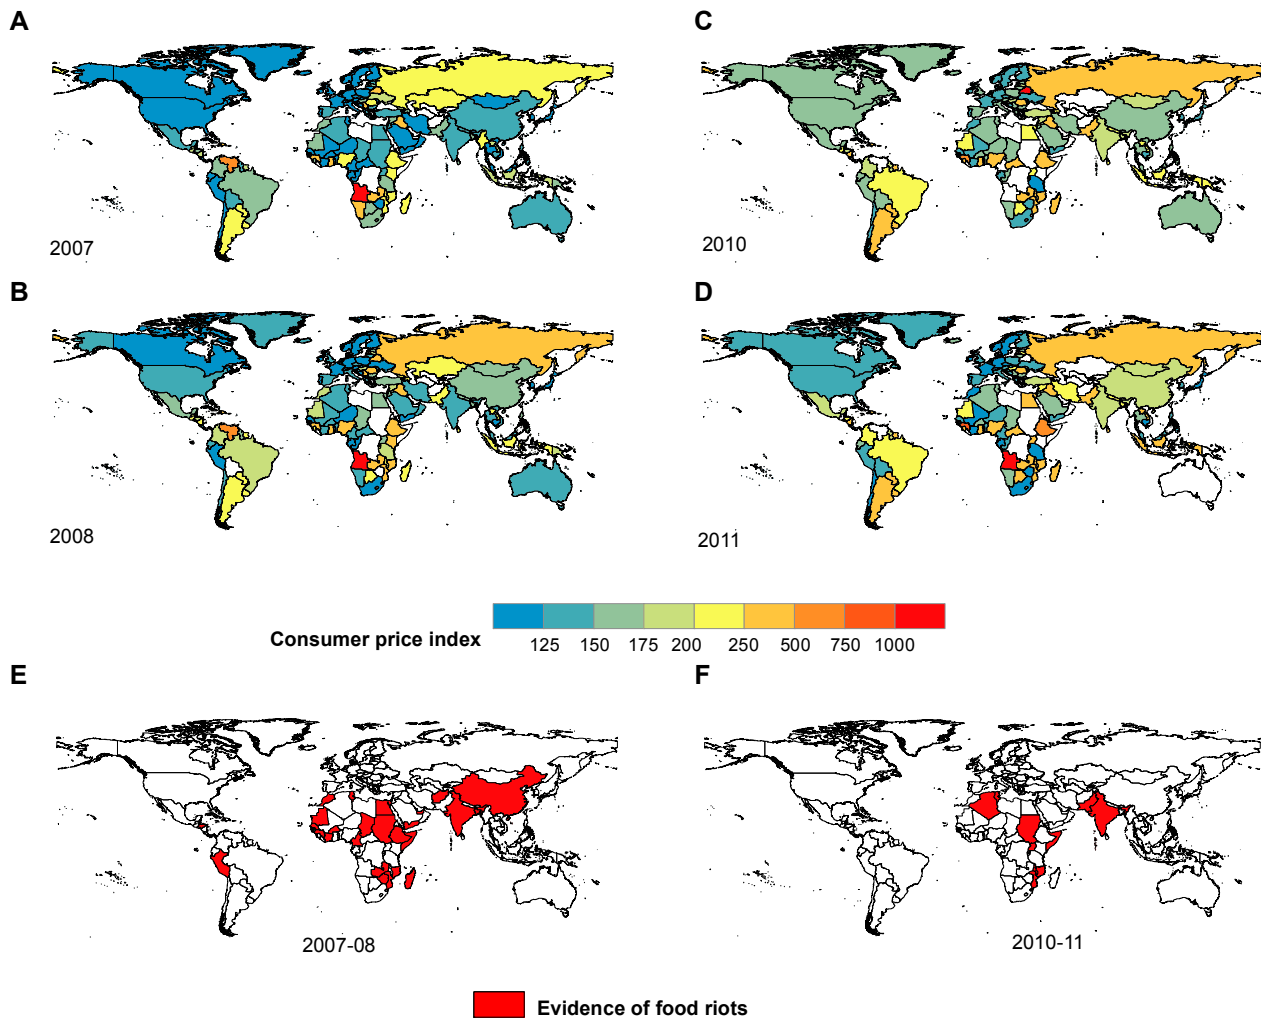 A
C
2007
2010
B
D
2008
2011
Consumer price index
125 150 175 200 250 500 750 1000
E
F
2007-08
2010-11
Evidence of food riots